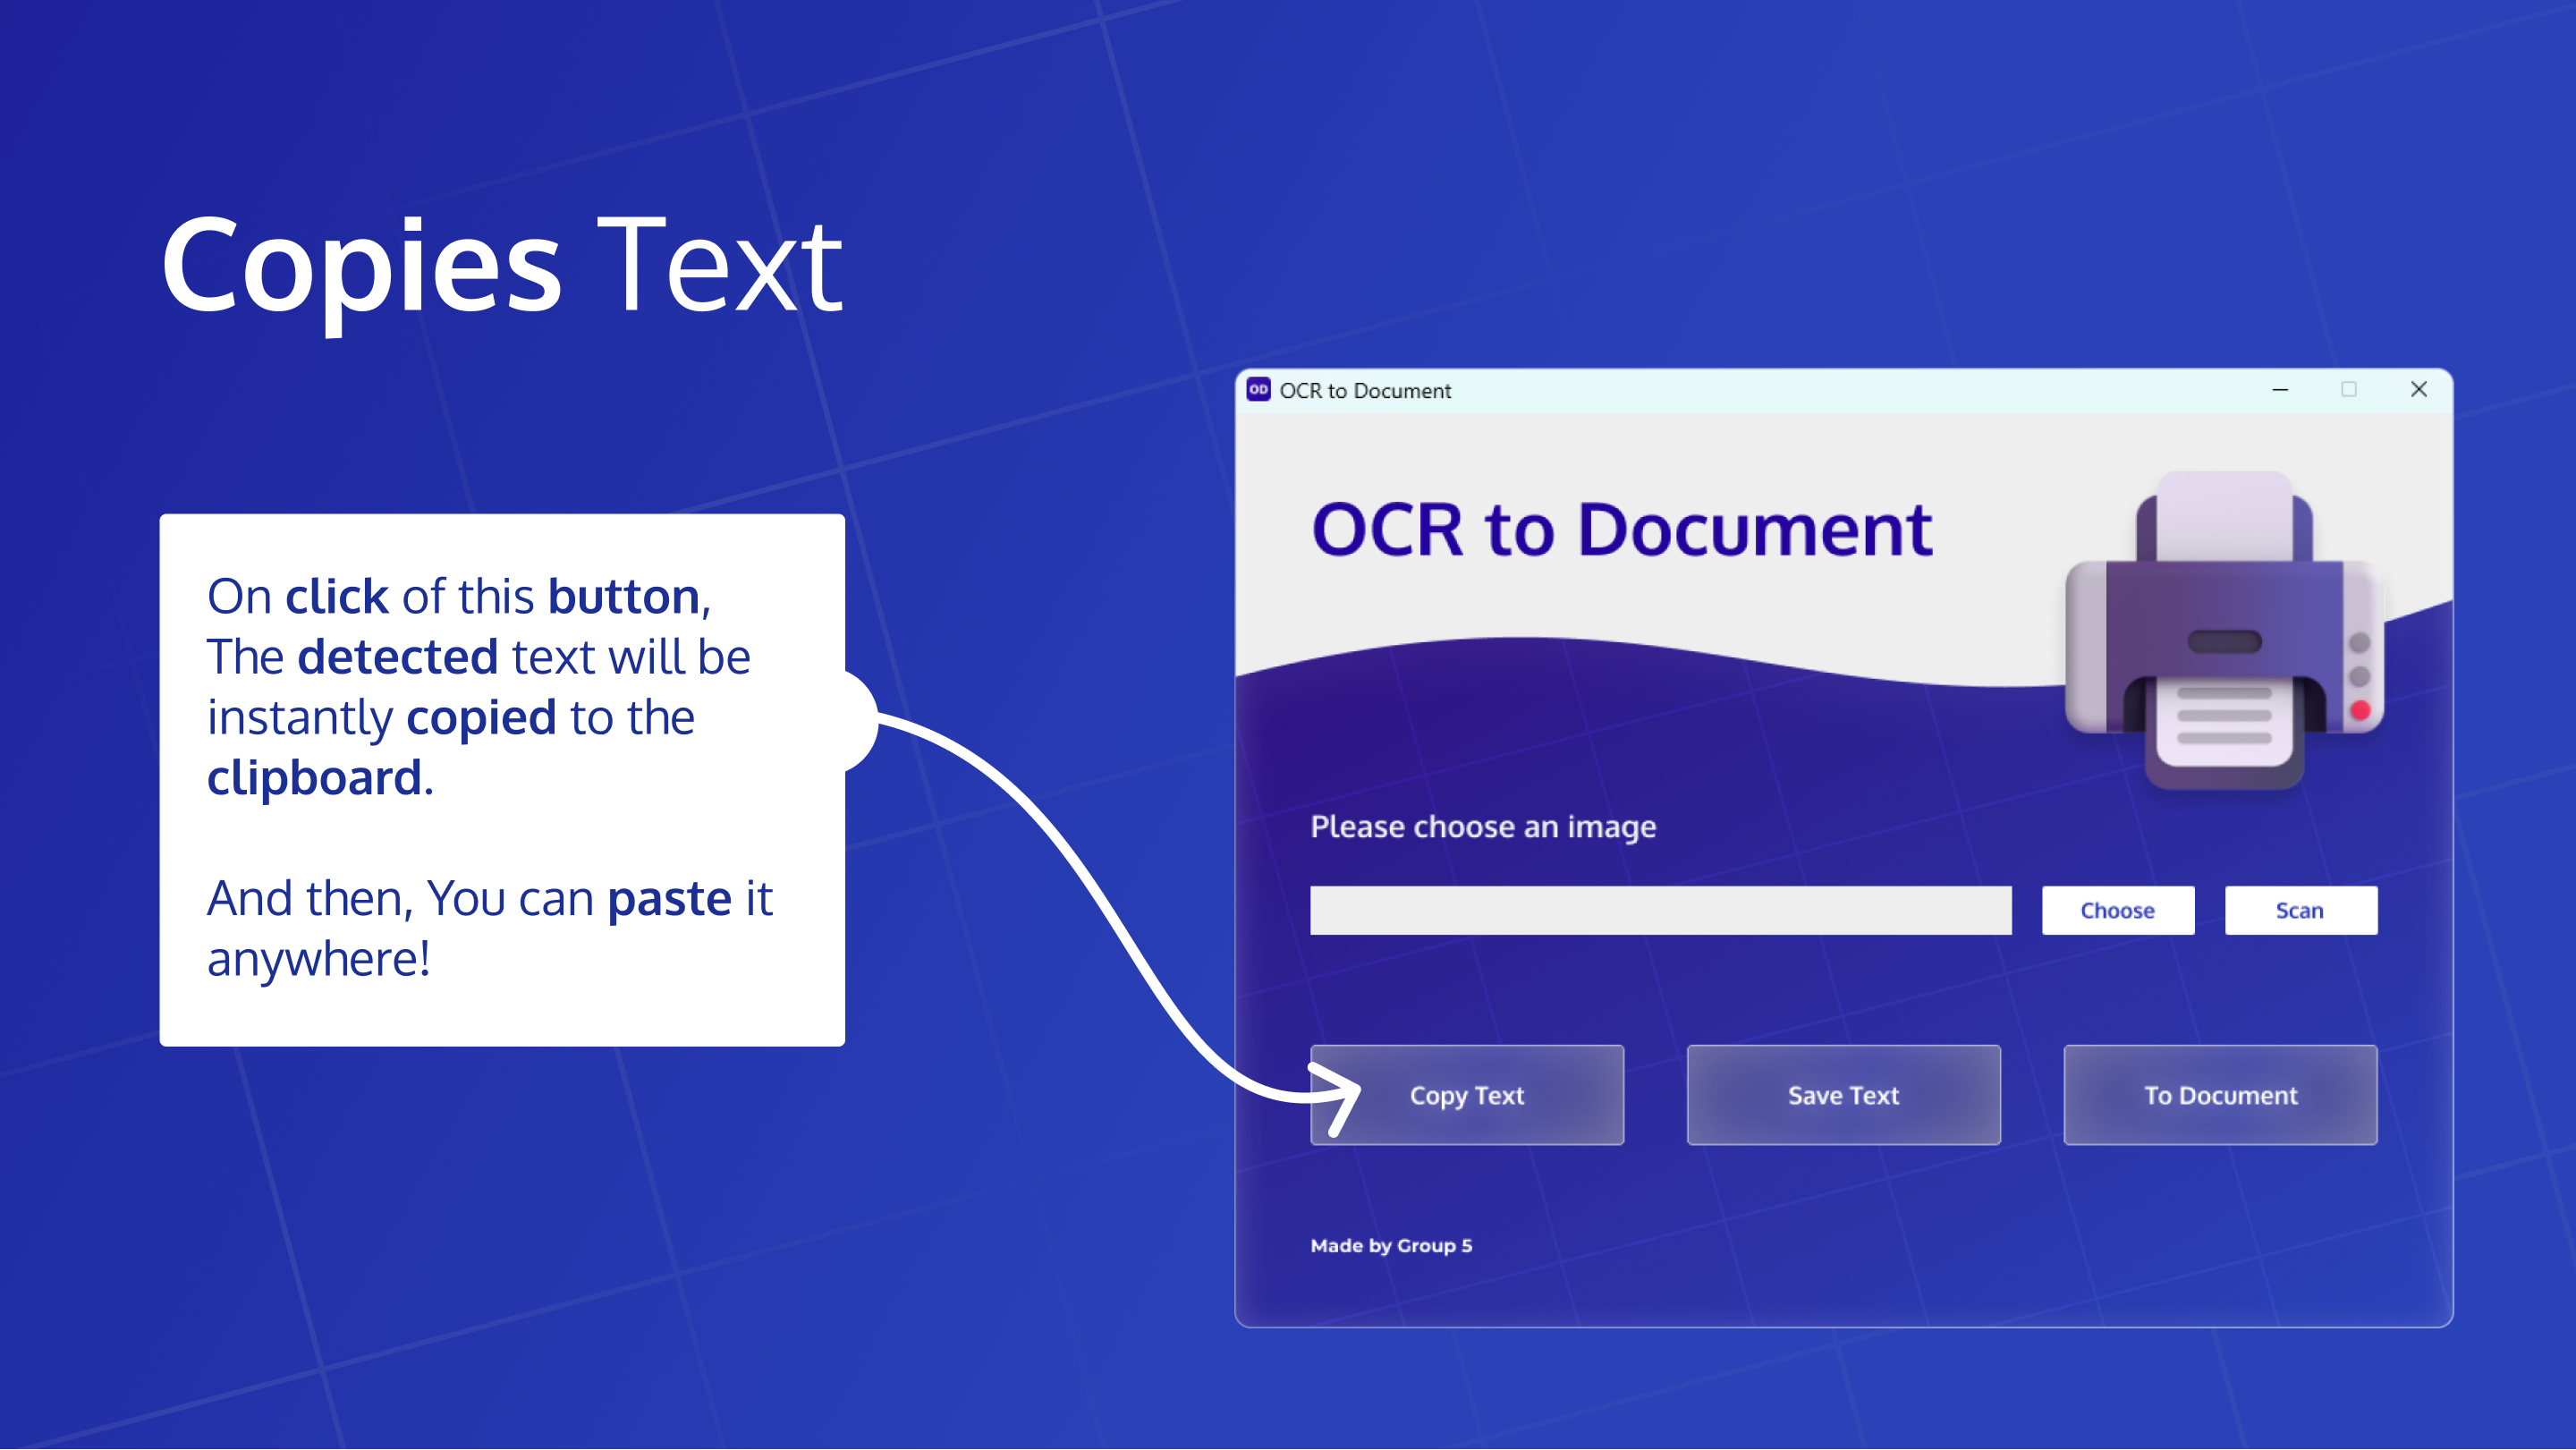 Copies Text
On click of this button,
The detected text will be
instantly copied to the
clipboard.
And then, You can paste it
anywhere!
OD OCR to Document
OCR to Document
Please choose an image
Choose Scan
Copy Text Save Text To Document
Made by Group 5